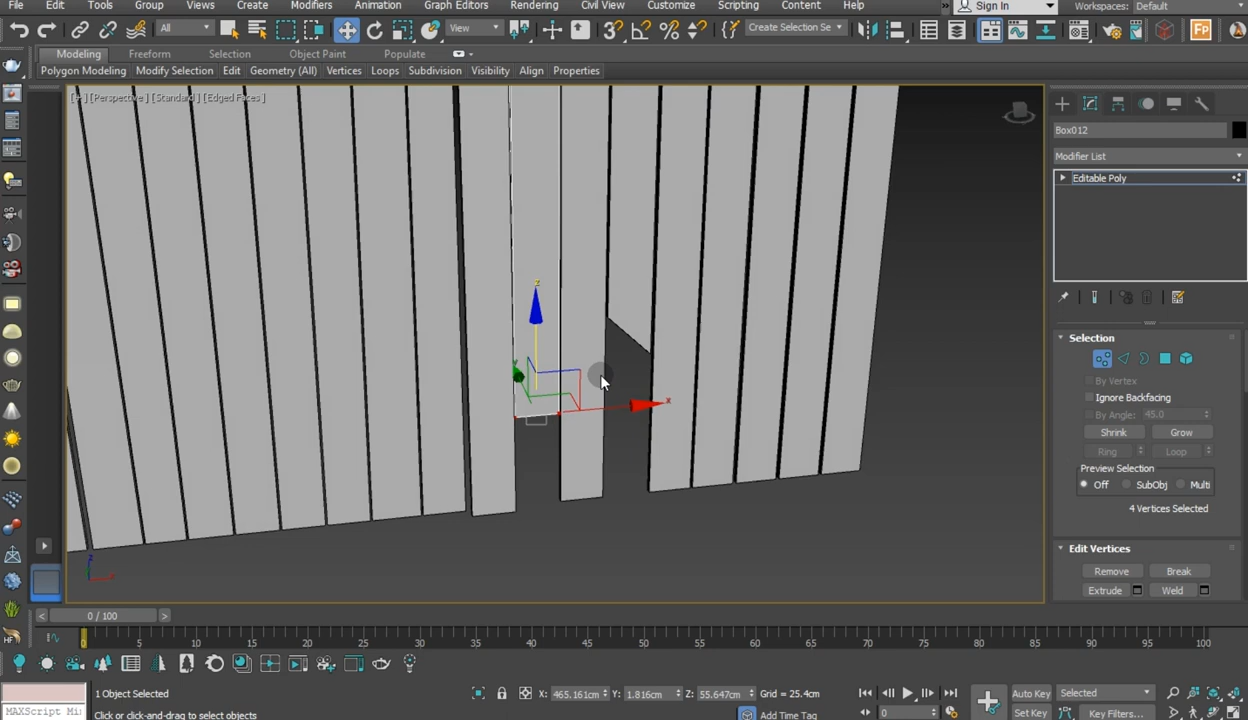 File Edit Tools Group Views Create Modifiers Animation Graph Editors Rendering Civil View Customize Scripting Content Help » Sign In Workspaces: Default
All View Create Selection Se Fp
Modeling Freeform Selection Object Paint Populate
Polygon Modeling Modify Selection Edit Geometry (All) Vertices Loops Subdivision Visibility Align Properties
[+] [Perspective ] [Standard ] [Edged Faces ]
Box012
Modifier List
Editable Poly
z
y
x
Selection
By Vertex
Ignore Backfacing
By Angle: 45.0
Shrink Grow
Ring Loop
Preview Selection
Off SubObj Multi
4 Vertices Selected
Edit Vertices
Remove Break
Extrude Weld
z
< 0 / 100 >
0 5 10 15 20 25 30 35 40 45 50 55 60 65 70 75 80 85 90 95 100
1 Object Selected X: 465.161cm Y: 1.816cm Z: 55.647cm Grid = 25.4cm Auto Key Selected
MAXScript Mi Click or click-and-drag to select objects Add Time Tag 0 Set Key Key Filters...